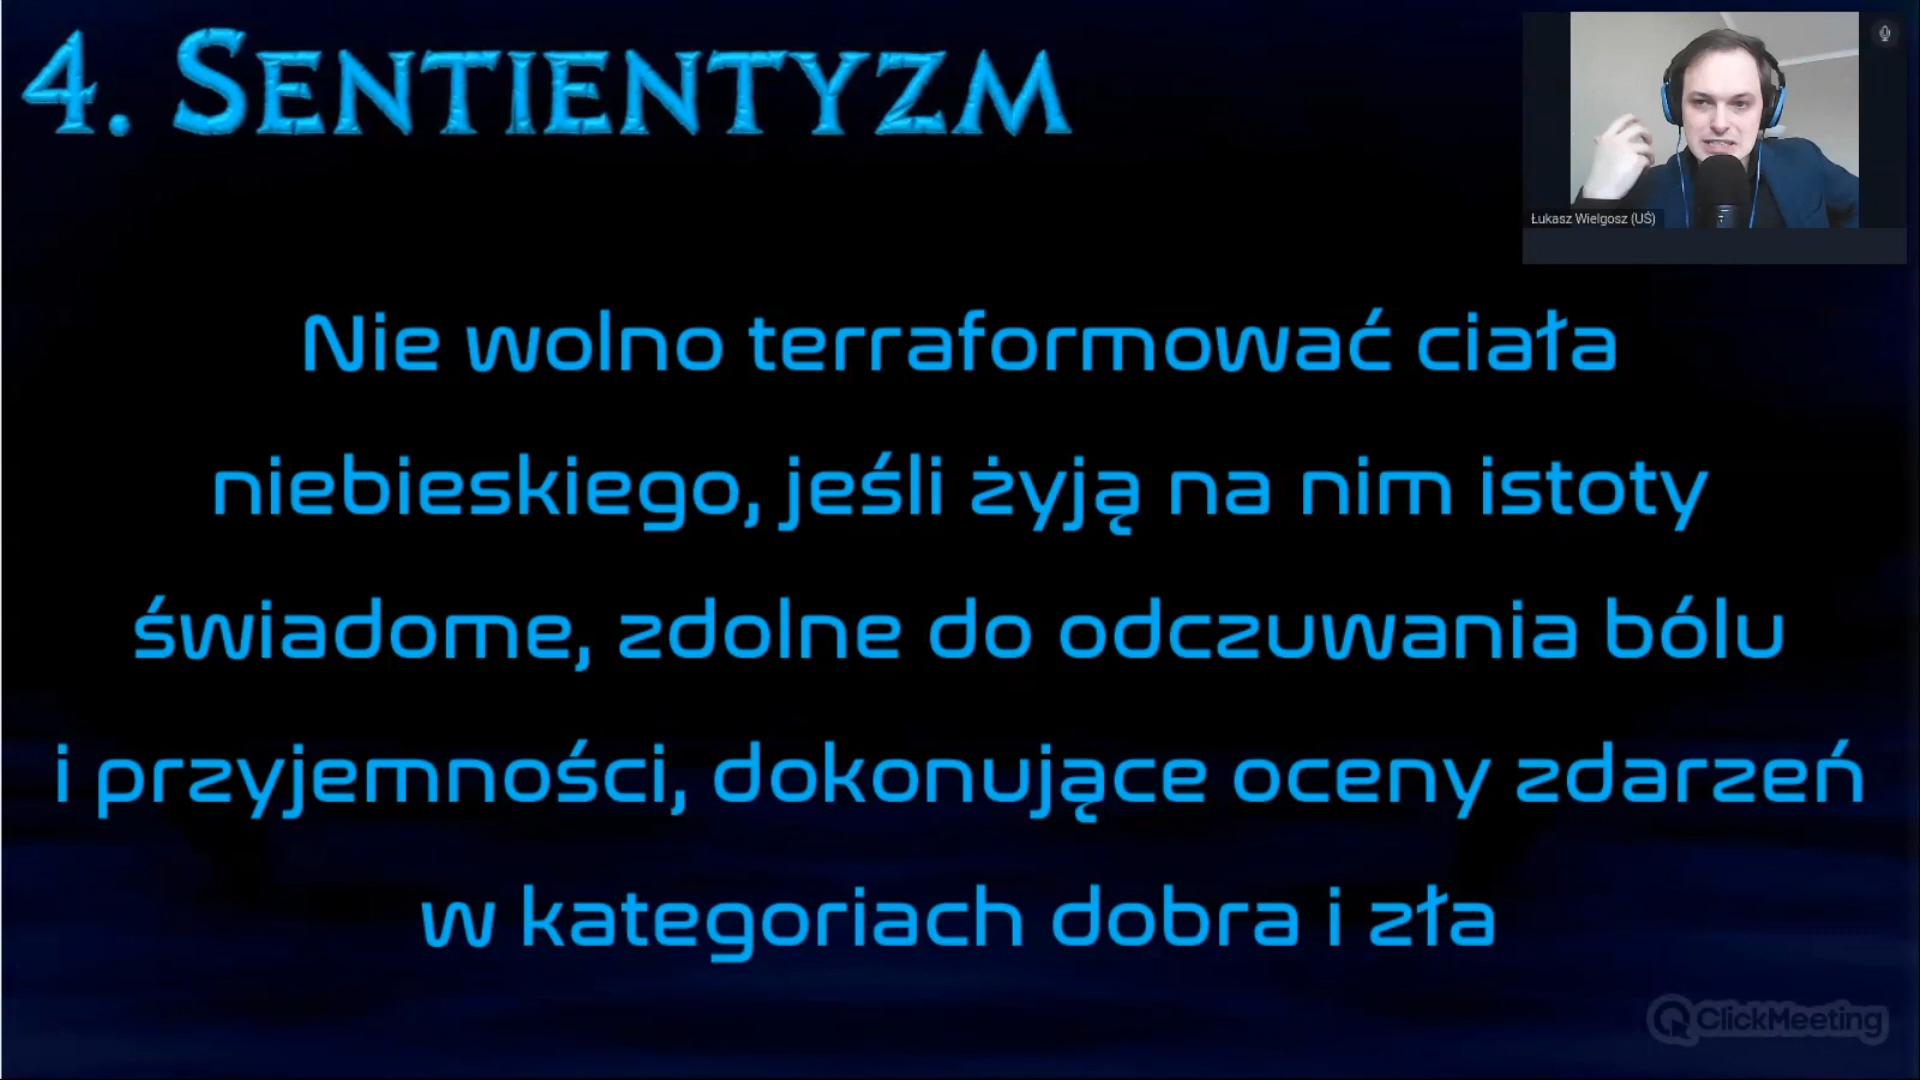 4. Sentientyzm
Łukasz Wielgosz (UŚ)
Nie wolno terraformować ciała
niebieskiego, jeśli żyją na nim istoty
świadome, zdolne do odczuwania bólu
i przyjemności, dokonujące oceny zdarzeń
w kategoriach dobra i zła
ClickMeeting